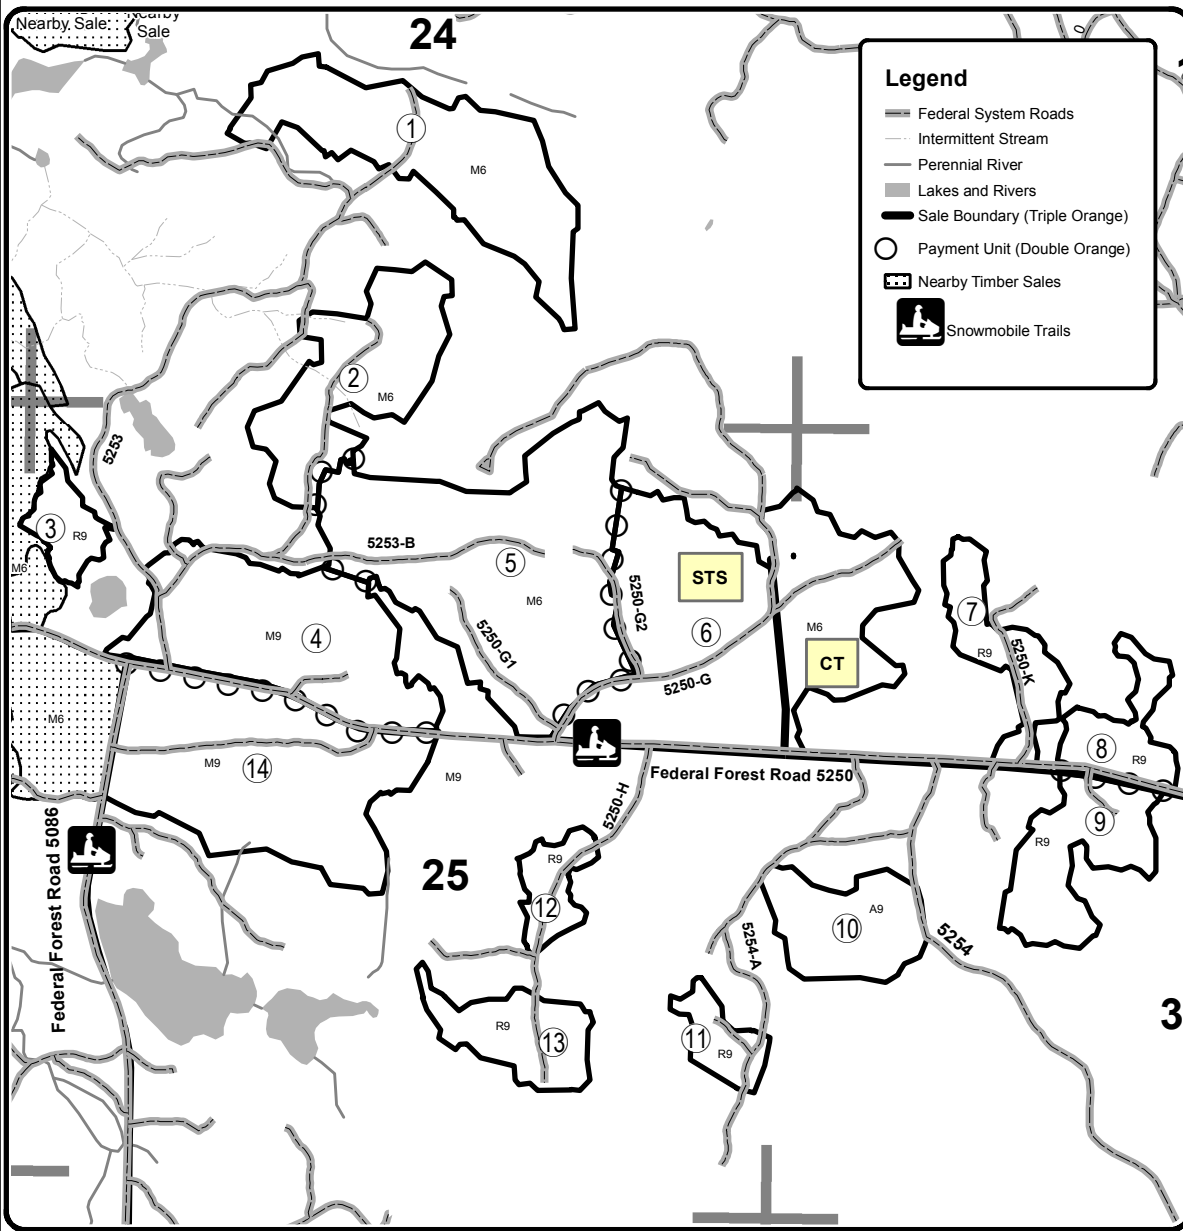 Nearby Sale
Nearby
Sale
24
0
Legend
Federal System Roads
Intermittent Stream
Perennial River
Lakes and Rivers
Sale Boundary (Triple Orange)
Payment Unit (Double Orange)
Nearby Timber Sales
Snowmobile Trails
1
M6
2
M6
5253
3
R9
M6
5253-B
5
M6
STS
5250-G2
6
M6
CT
7
R9
5250-K
M9
4
5250-G1
5250-G
M6
M9
14
M9
Federal Forest Road 5250
8
R9
9
R9
Federal Forest Road 5086
25
5250-H
R9
12
10
A9
5254-A
5254
R9
13
11
R9
3